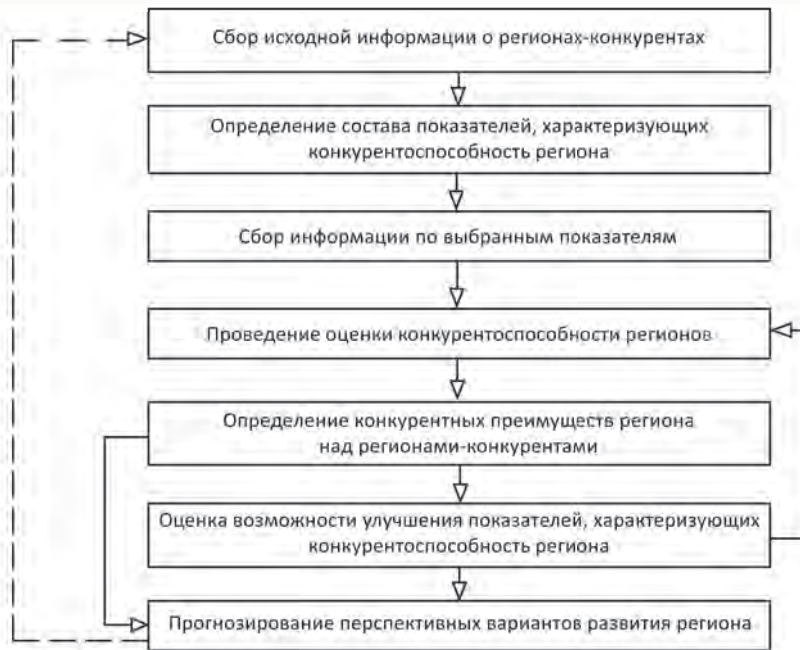 Сбор исходной информации о регионах-конкурентах
Определение состава показателей, характеризующих
конкурентоспособность региона
Сбор информации по выбранным показателям
Проведение оценки конкурентоспособности регионов
Определение конкурентных преимуществ региона
над регионами-конкурентами
Оценка возможности улучшения показателей, характеризующих
конкурентоспособность региона
Прогнозирование перспективных вариантов развития региона